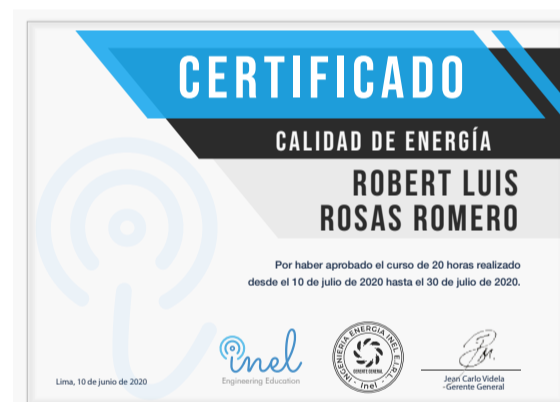 CERTIFICADO
CALIDAD DE ENERGÍA
ROBERT LUIS
ROSAS ROMERO
Por haber aprobado el curso de 20 horas realizado
desde el 10 de julio de 2020 hasta el 30 de julio de 2020.
inel
Engineering Education
INGENIERIA ENERGIA INEL E.I.R.L.
GERENTE GENERAL
inel
Lima, 10 de junio de 2020
Jean Carlo Videla
-Gerente General